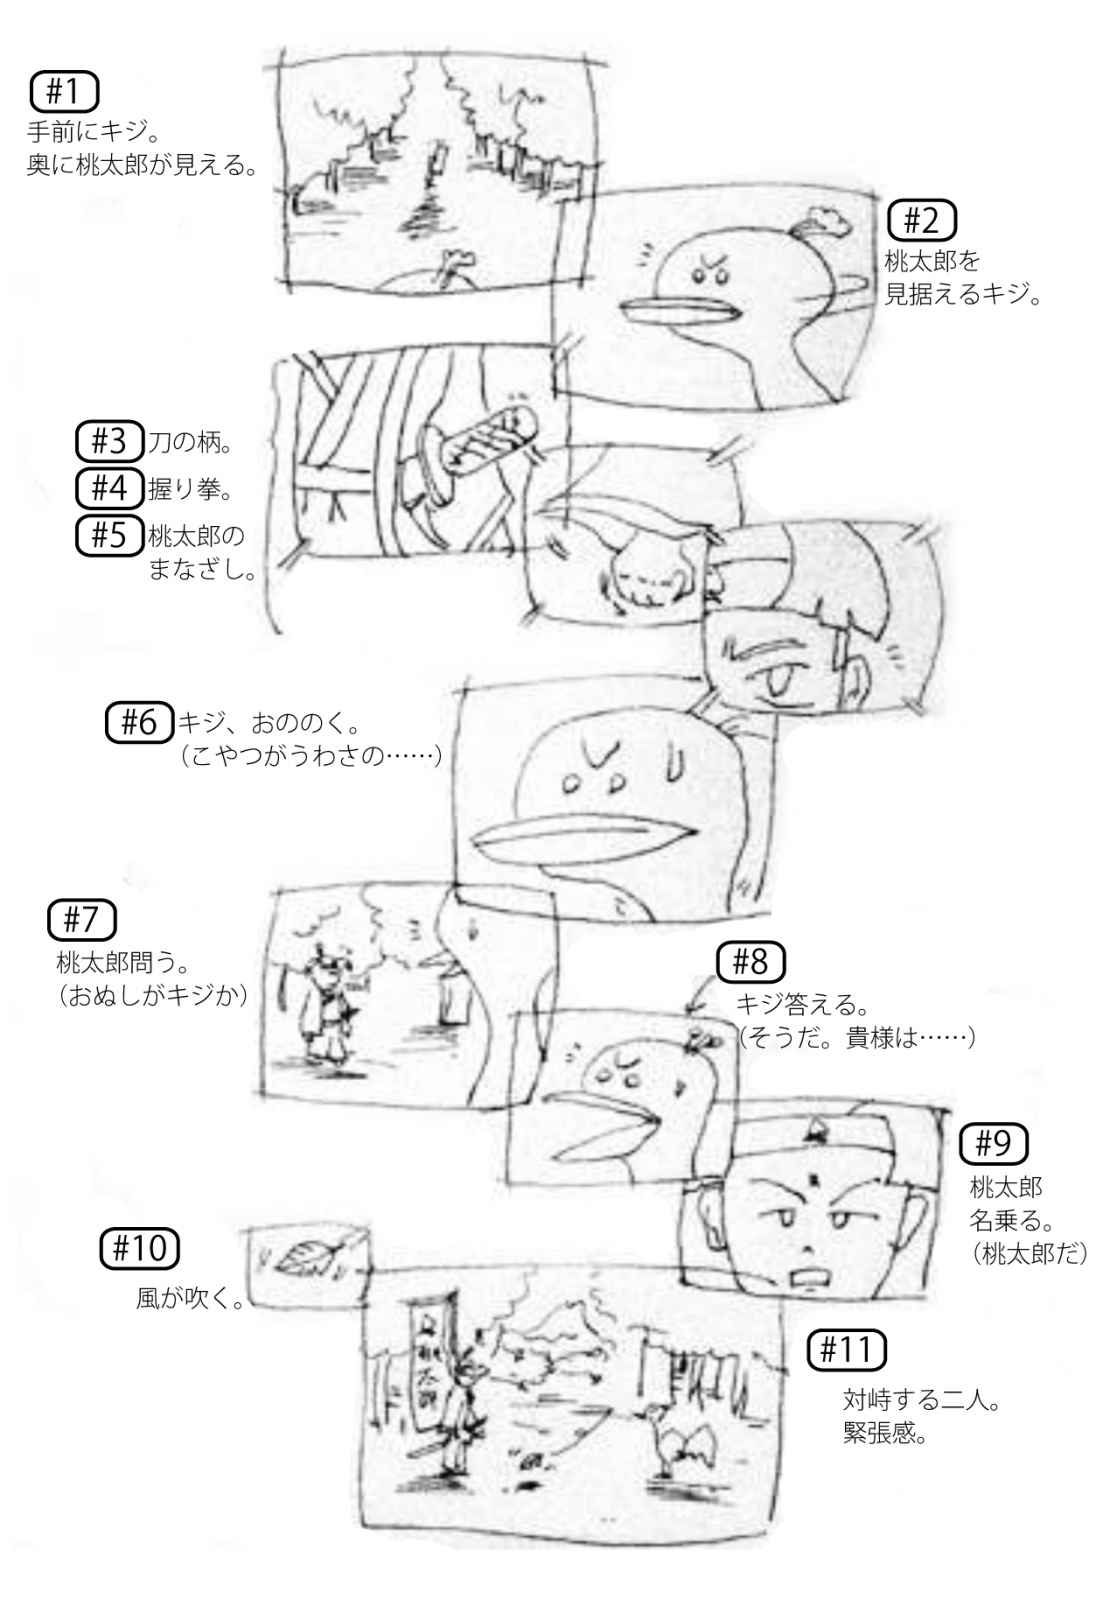 #1
手前にキジ。
奥に桃太郎が見える。
#2
桃太郎を
見据えるキジ。
#3 刀の柄。
#4 握り拳。
#5 桃太郎の
まなざし。
#6 キジ、おののく。
（こやつがうわさの……）
#7
桃太郎問う。
（おぬしがキジか）
#8
キジ答える。
（そうだ。貴様は……）
#9
桃太郎
名乗る。
（桃太郎だ）
#10
風が吹く。
#11
対峙する二人。
緊張感。